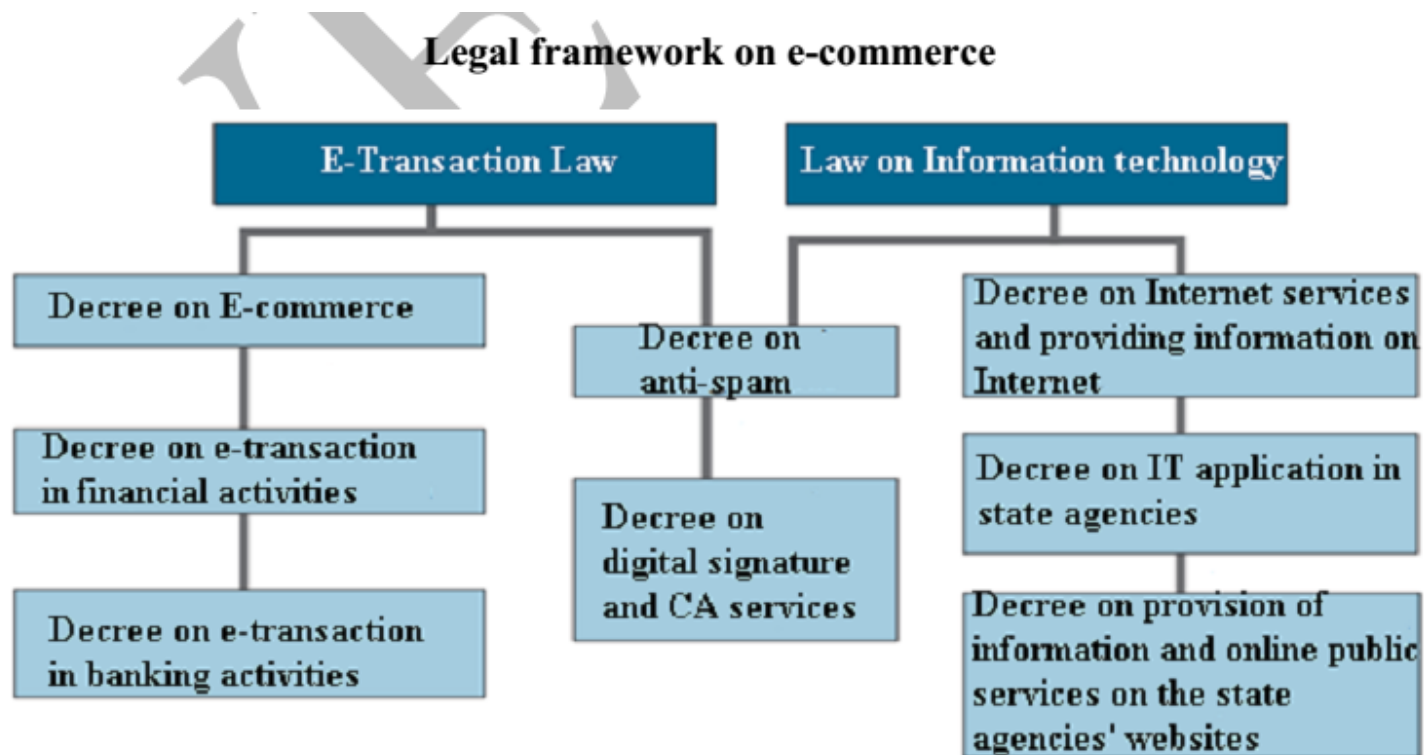 Legal framework on e-commerce
E-Transaction Law
Law on Information technology
Decree on E-commerce
Decree on e-transaction
in financial activities
Decree on e-transaction
in banking activities
Decree on
anti-spam
Decree on
digital signature
and CA services
Decree on Internet services
and providing information on
Internet
Decree on IT application in
state agencies
Decree on provision of
information and online public
services on the state
agencies' websites